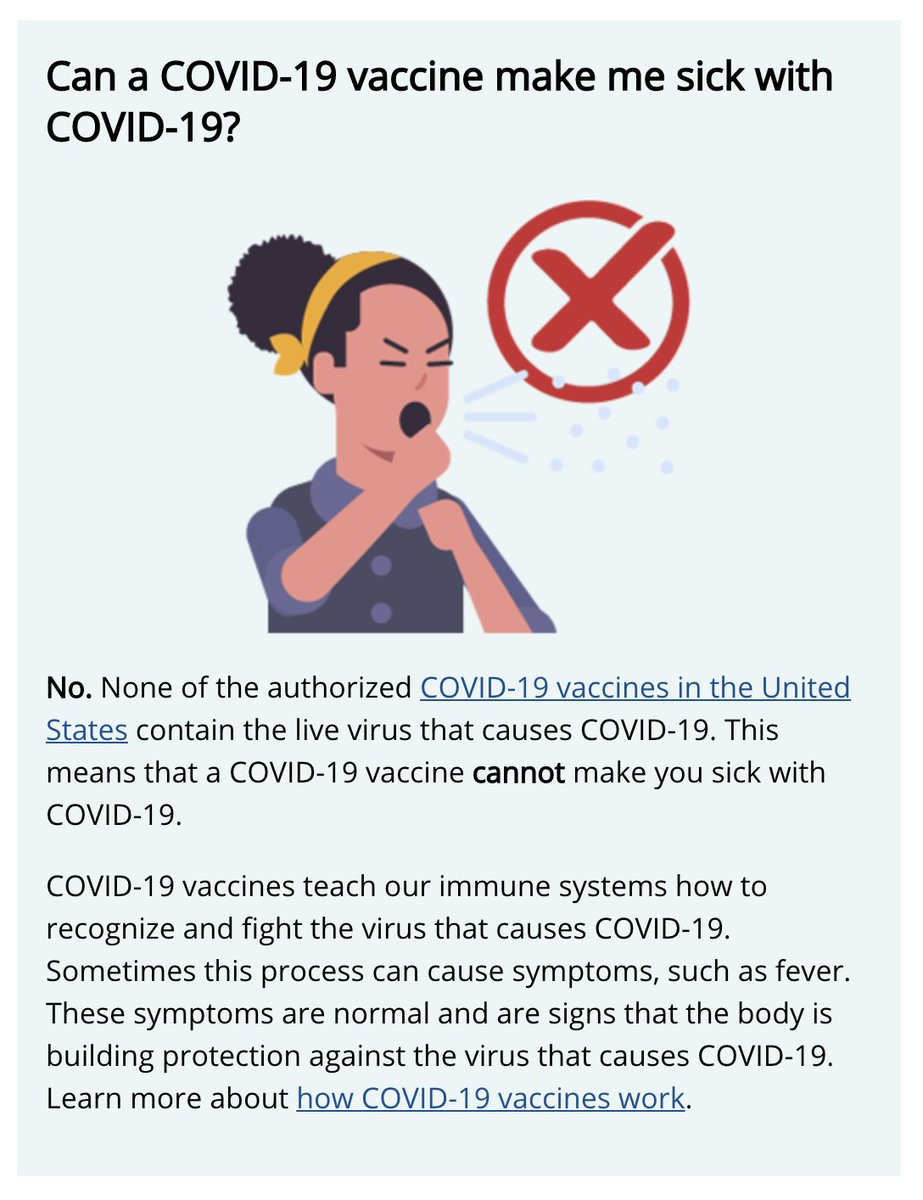 Can a COVID-19 vaccine make me sick with
COVID-19?
No. None of the authorized COVID-19 vaccines in the United
States contain the live virus that causes COVID-19. This
means that a COVID-19 vaccine cannot make you sick with
COVID-19.
COVID-19 vaccines teach our immune systems how to
recognize and fight the virus that causes COVID-19.
Sometimes this process can cause symptoms, such as fever.
These symptoms are normal and are signs that the body is
building protection against the virus that causes COVID-19.
Learn more about how COVID-19 vaccines work.